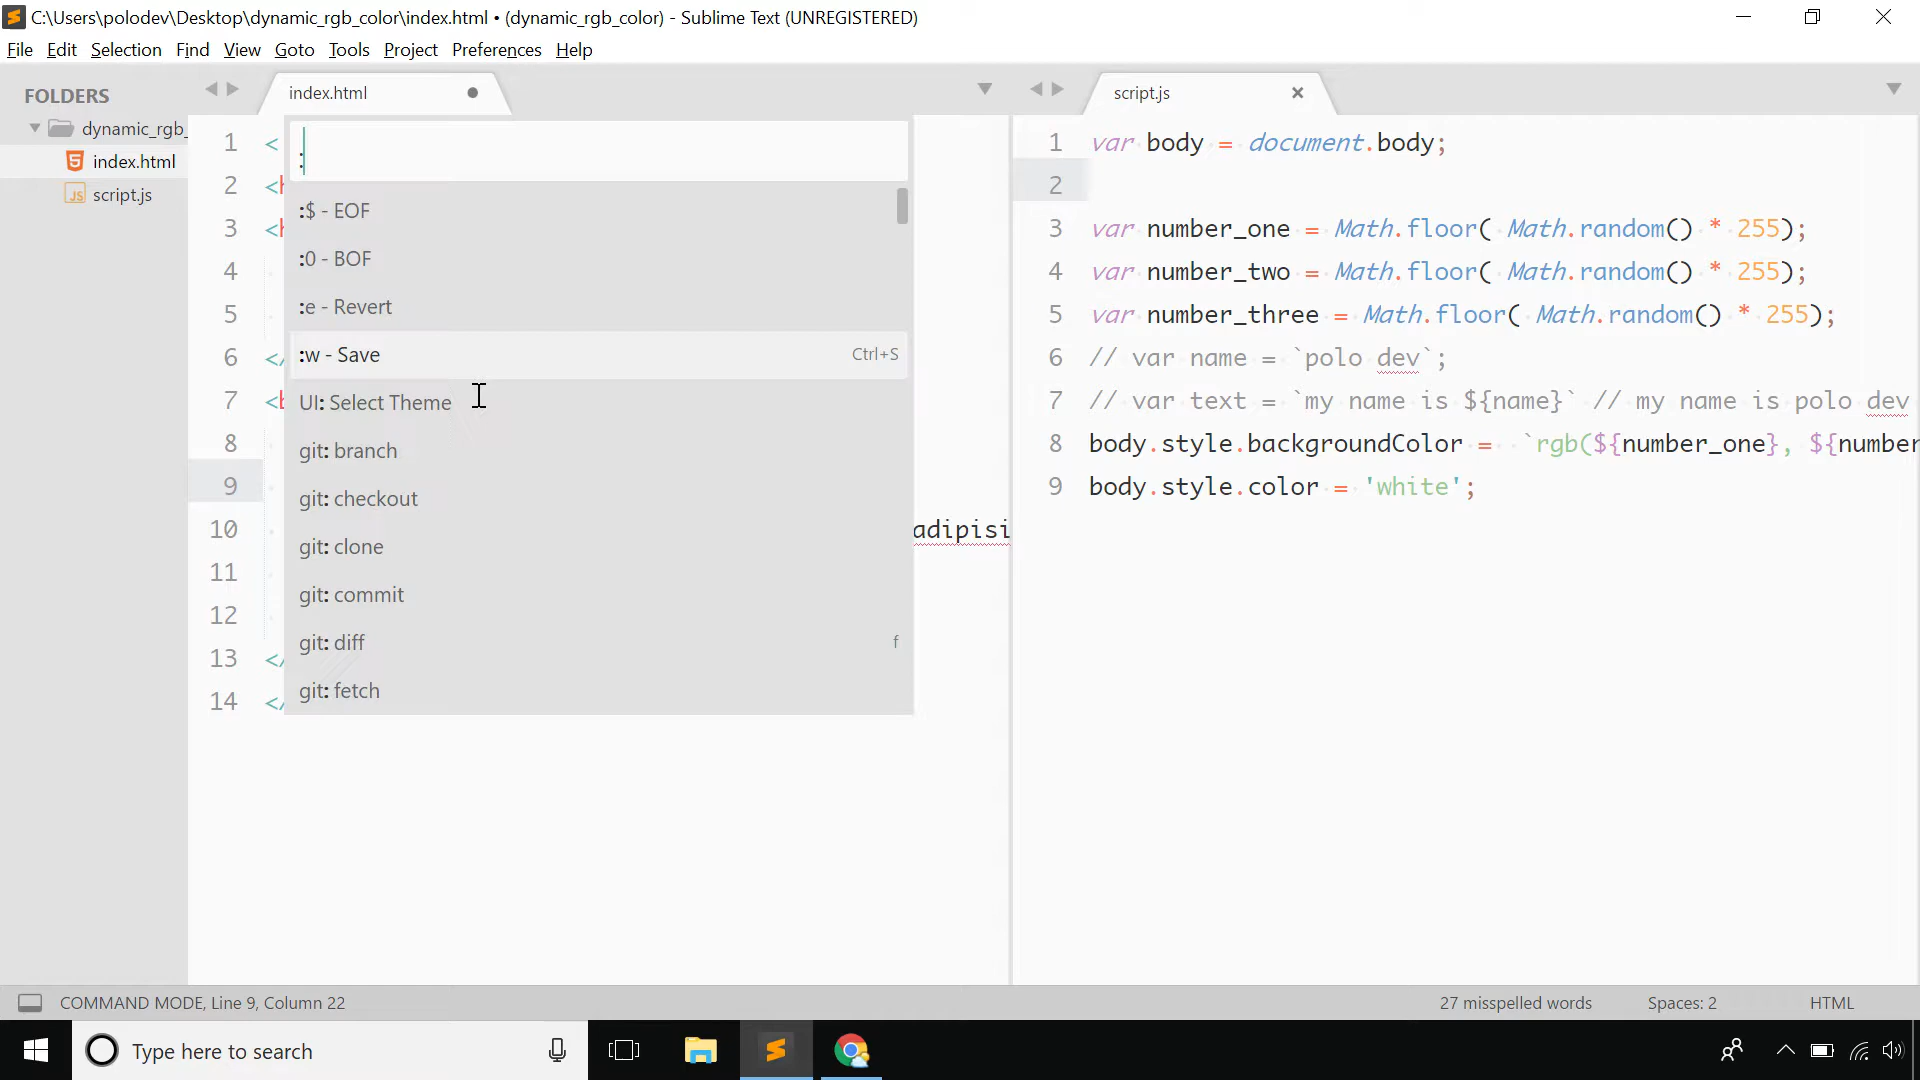 C:\Users\polodev\Desktop\dynamic_rgb_color\index.html • (dynamic_rgb_color) - Sublime Text (UNREGISTERED)
File Edit Selection Find View Goto Tools Project Preferences Help
FOLDERS
dynamic_rgb_
index.html
script.js
index.html
:
:$ - EOF
:0 - BOF
:e - Revert
:w - Save Ctrl+S
UI: Select Theme
git: branch
git: checkout
git: clone
git: commit
git: diff f
git: fetch
1 <
2 <h
3 <h
4
5
6 </
7 <b
8
9
10 adipisi
11
12
13 </
14 </
script.js ×
1 var body = document.body;
2
3 var number_one = Math.floor( Math.random() * 255);
4 var number_two = Math.floor( Math.random() * 255);
5 var number_three = Math.floor( Math.random() * 255);
6 // var name = `polo dev`;
7 // var text = `my name is ${name}` // my name is polo dev
8 body.style.backgroundColor = `rgb(${number_one}, ${number
9 body.style.color = 'white';
COMMAND MODE, Line 9, Column 22 27 misspelled words Spaces: 2 HTML
Type here to search